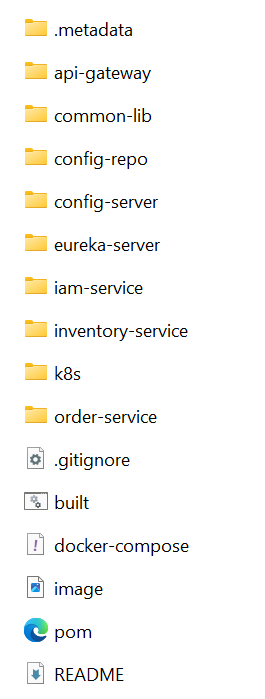 .metadata
api-gateway
common-lib
config-repo
config-server
eureka-server
iam-service
inventory-service
k8s
order-service
.gitignore
built
docker-compose
image
pom
README